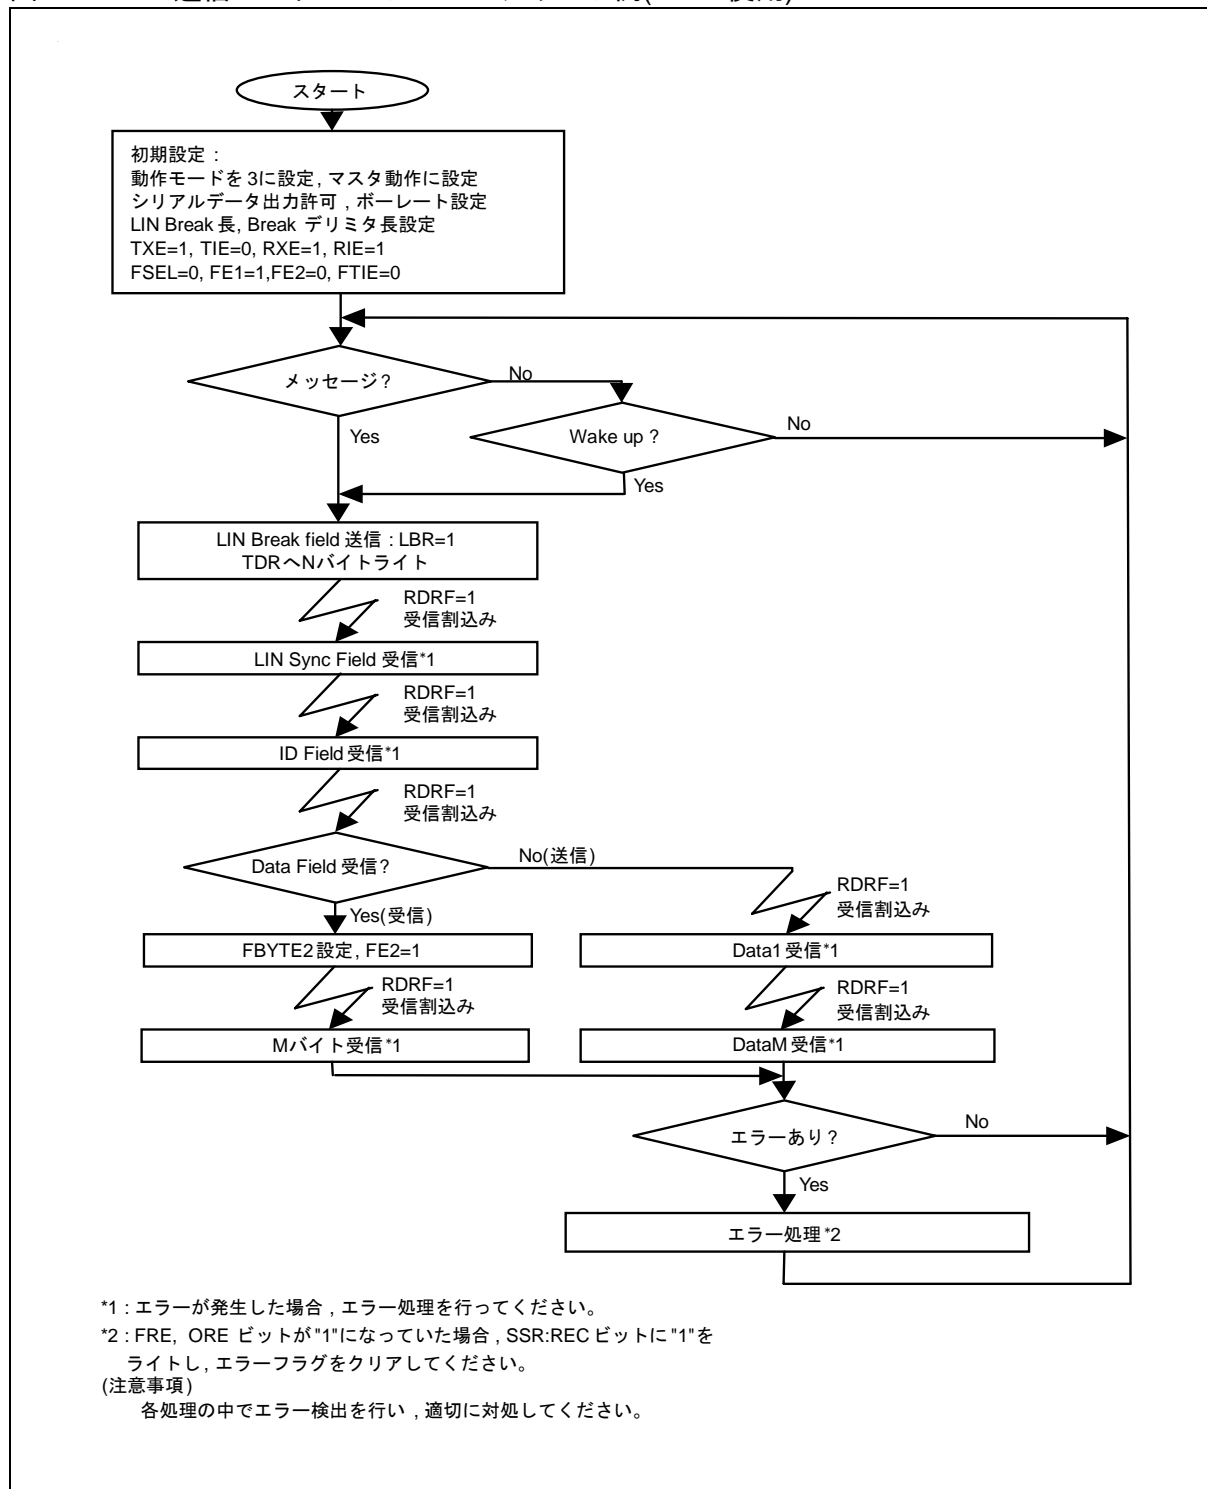 スタート
初期設定 :
動作モードを 3に設定 , マスタ動作に設定
シリアルデータ出力許可 , ボーレート設定
LIN Break 長, Break デリミタ長設定
TXE=1, TIE=0, RXE=1, RIE=1
FSEL=0, FE1=1,FE2=0, FTIE=0
メッセージ ?
No
Yes
Wake up ?
No
Yes
LIN Break field 送信 : LBR=1
TDRへNバイトライト
RDRF=1
受信割込み
LIN Sync Field 受信*1
RDRF=1
受信割込み
ID Field 受信*1
RDRF=1
受信割込み
Data Field 受信?
No(送信)
Yes(受信)
RDRF=1
受信割込み
FBYTE2 設定, FE2=1
Data1 受信*1
RDRF=1
受信割込み
RDRF=1
受信割込み
Mバイト受信*1
DataM 受信*1
エラーあり ?
No
Yes
エラー処理 *2
*1 : エラーが発生した場合 , エラー処理を行ってください。
*2 : FRE, ORE ビットが"1"になっていた場合 , SSR:REC ビットに"1"を
ライトし , エラーフラグをクリアしてください。
(注意事項)
各処理の中でエラー検出を行い , 適切に対処してください。